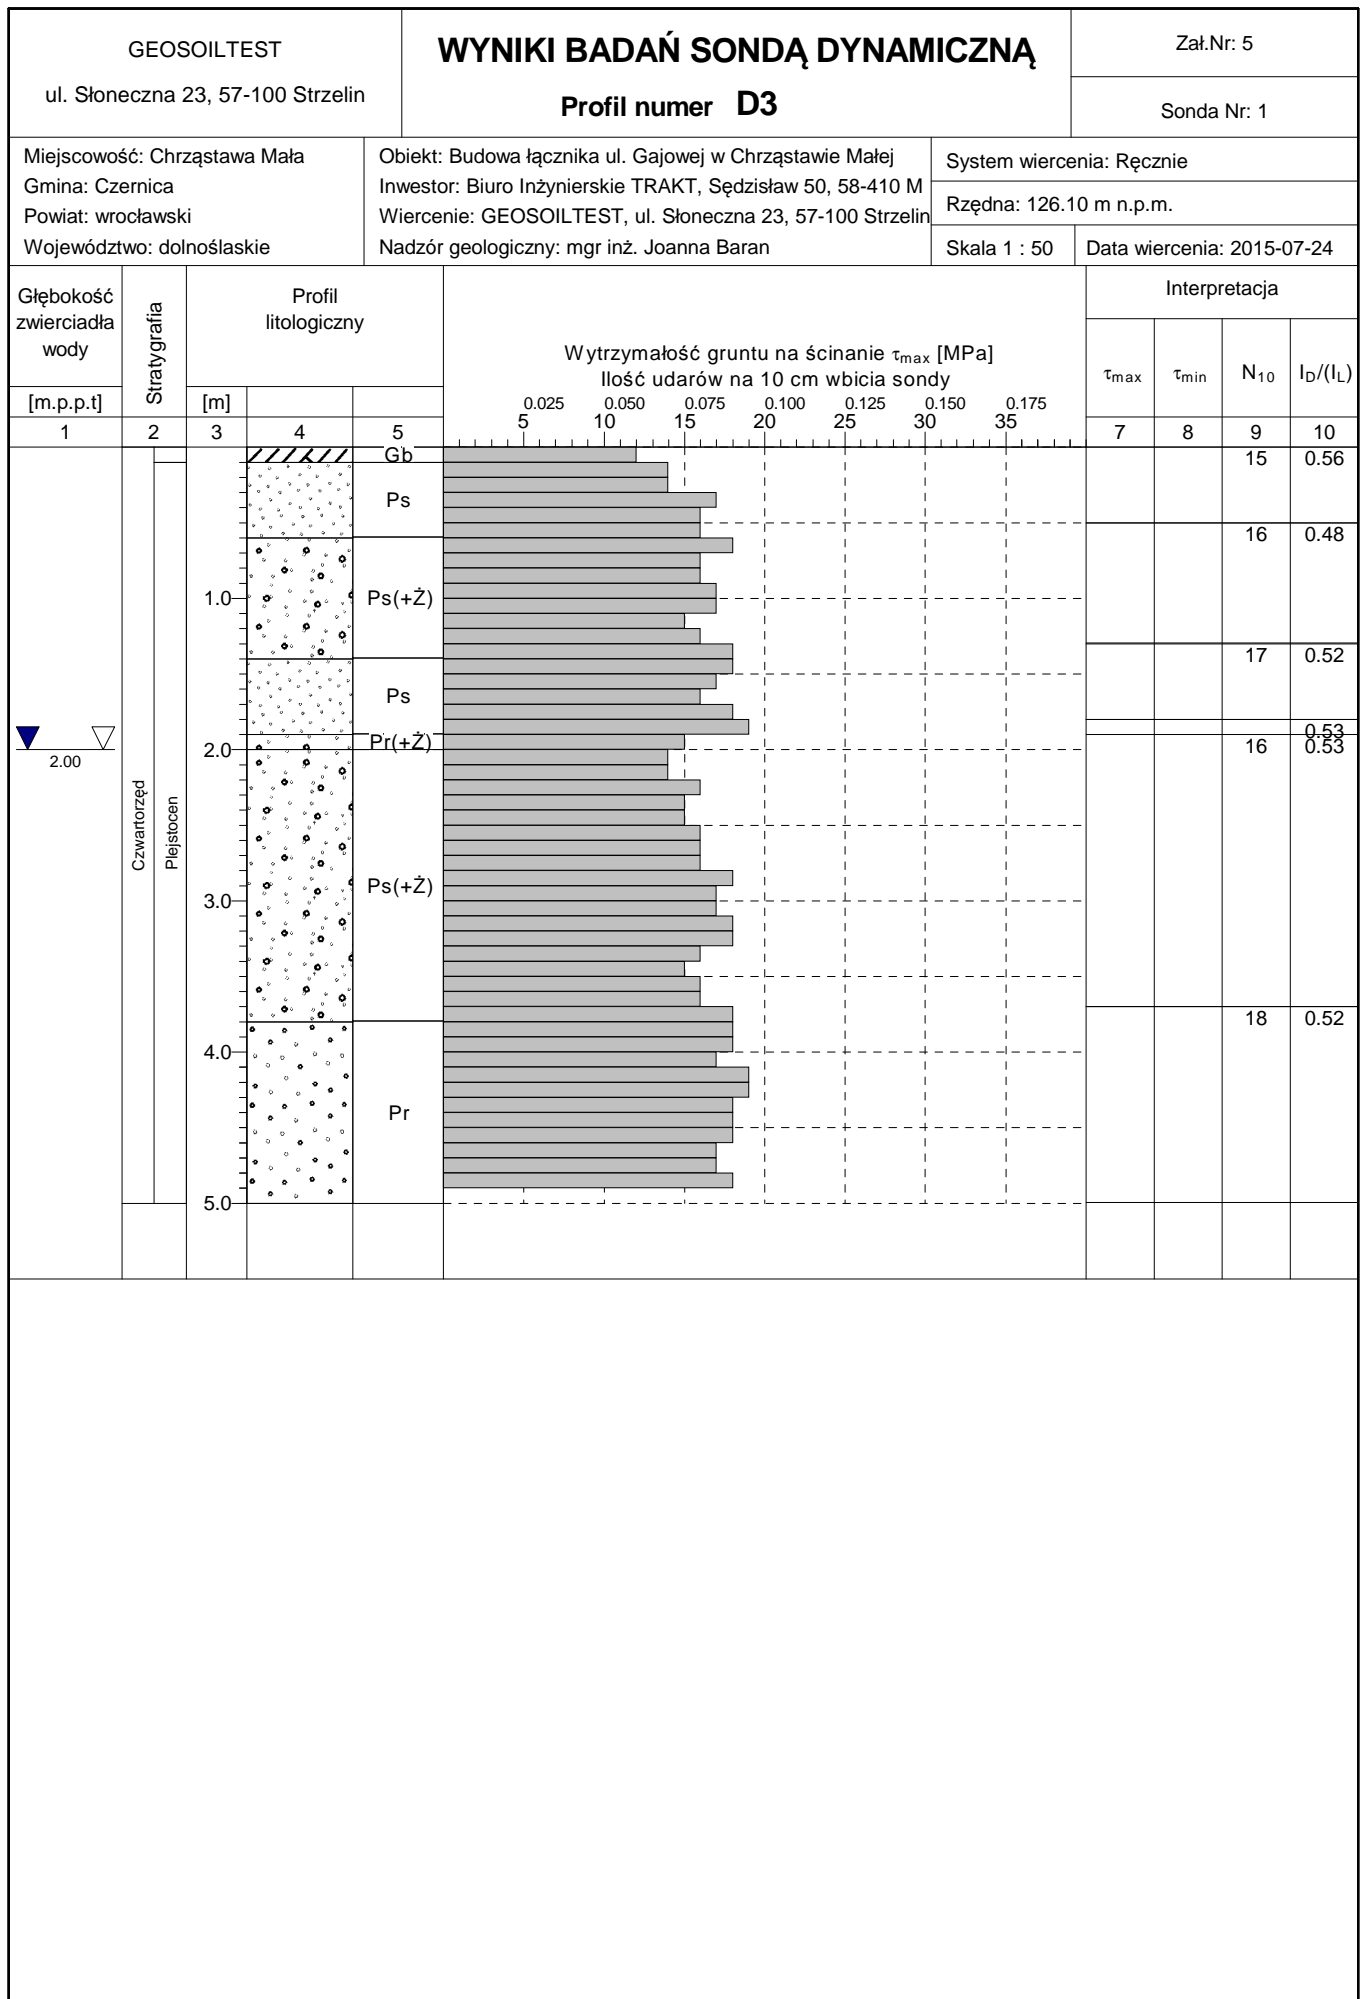 GEOSOILTEST
ul. Słoneczna 23, 57-100 Strzelin
WYNIKI BADAŃ SONDĄ DYNAMICZNĄ
Profil numer D3
Zał.Nr: 5
Sonda Nr: 1
Miejscowość: Chrząstawa Mała
Gmina: Czernica
Powiat: wrocławski
Województwo: dolnoślaskie
Obiekt: Budowa łącznika ul. Gajowej w Chrząstawie Małej
Inwestor: Biuro Inżynierskie TRAKT, Sędzisław 50, 58-410 M
Wiercenie: GEOSOILTEST, ul. Słoneczna 23, 57-100 Strzelin
Nadzór geologiczny: mgr inż. Joanna Baran
System wiercenia: Ręcznie
Rzędna: 126.10 m n.p.m.
Skala 1 : 50
Data wiercenia: 2015-07-24
Głębokość
zwierciadła
wody
[m.p.p.t]
Stratygrafia
Profil
litologiczny
[m]
Wytrzymałość gruntu na ścinanie τmax [MPa]
Ilość udarów na 10 cm wbicia sondy
0.025 0.050 0.075 0.100 0.125 0.150 0.175
5 10 15 20 25 30 35
Interpretacja
τmax τmin N10 ID/(IL)
1 2 3 4 5 7 8 9 10
Gb 15 0.56
Ps
16 0.48
1.0 Ps(+Ż)
17 0.52
Ps
0.53
Pr(+Ż)
2.0 16 0.53
2.00
Czwartorzęd
Plejstocen
Ps(+Ż)
3.0
18 0.52
4.0
Pr
5.0